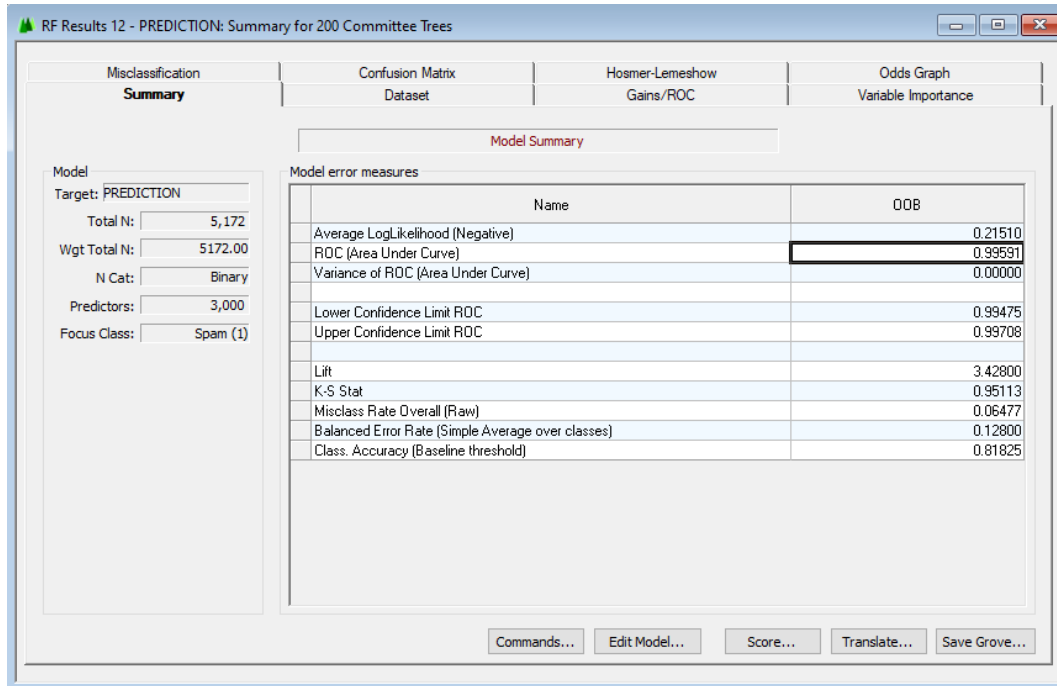 RF Results 12 - PREDICTION: Summary for 200 Committee Trees
Misclassification Confusion Matrix Hosmer-Lemeshow Odds Graph
Summary Dataset Gains/ROC Variable Importance
Model Summary
Model
Target: PREDICTION
Total N: 5,172
Wgt Total N: 5172.00
N Cat: Binary
Predictors: 3,000
Focus Class: Spam (1)
Model error measures
Name OOB
Average LogLikelihood (Negative) 0.21510
ROC (Area Under Curve) 0.99591
Variance of ROC (Area Under Curve) 0.00000
Lower Confidence Limit ROC 0.99475
Upper Confidence Limit ROC 0.99708
Lift 3.42800
K-S Stat 0.95113
Misclass Rate Overall (Raw) 0.06477
Balanced Error Rate (Simple Average over classes) 0.12800
Class. Accuracy (Baseline threshold) 0.81825
Commands... Edit Model... Score... Translate... Save Grove...